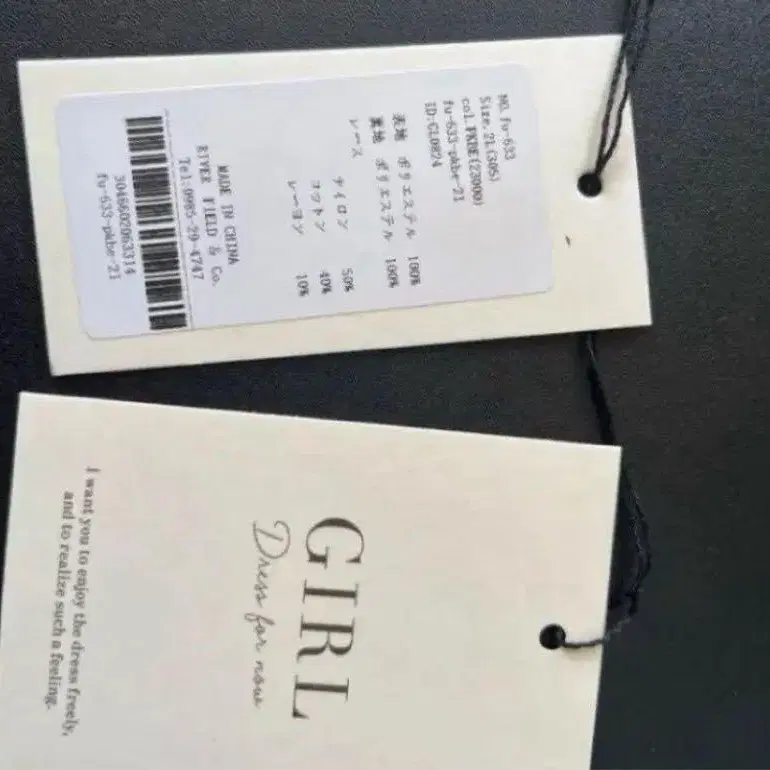 NO. fu-633
Size. 21(305)
col. PKBE(23000)
fu-633-pkbe-21
ID:CL0824
表地 ポリエステル 100%
裏地 ポリエステル 100%
レース
ナイロン 50%
コットン 40%
レーヨン 10%
MADE IN CHINA
RIVER FIELD & Co.
Tel:0985-29-4747
3046602063314
fu-633-pkbe-21
GIRL
Dress for now
I want you to enjoy the dress freely,
and to realize such a feeling.